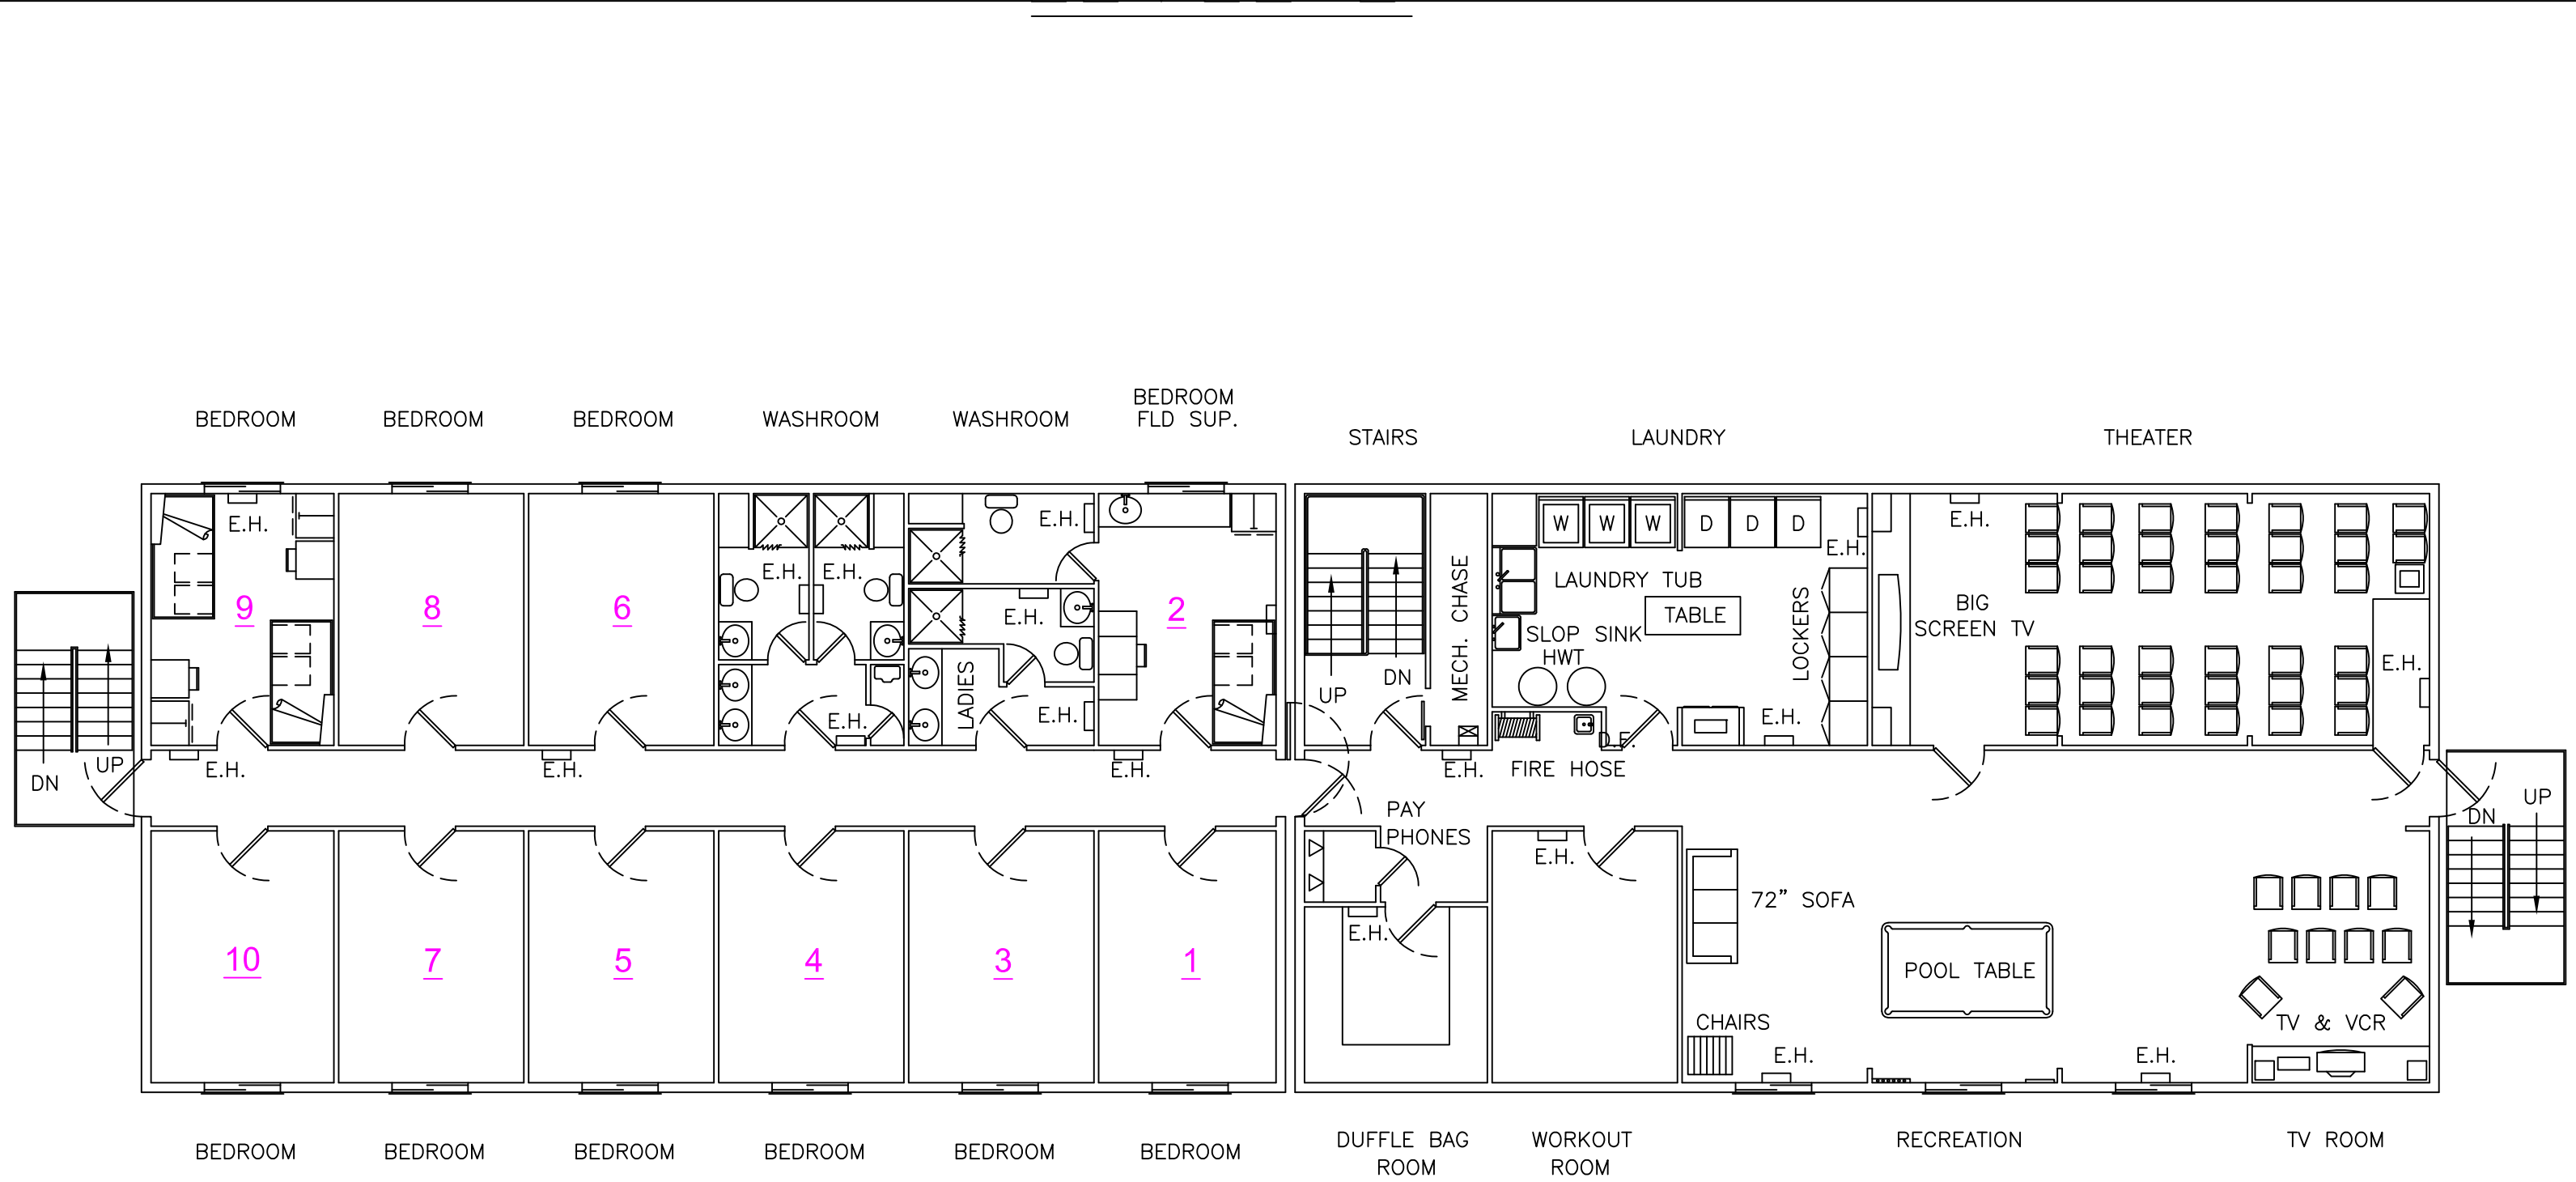 BEDROOM
BEDROOM
BEDROOM
WASHROOM
WASHROOM
BEDROOM
FLD SUP.
STAIRS
LAUNDRY
THEATER
E.H.
E.H.
E.H.
E.H.
W
W
W
D
D
D
E.H.
E.H.
9
8
6
E.H.
2
MECH. CHASE
LAUNDRY TUB
TABLE
SLOP SINK
HWT
LOCKERS
BIG
SCREEN TV
E.H.
LADIES
E.H.
E.H.
UP
DN
E.H.
DN
UP
E.H.
E.H.
E.H.
E.H.
FIRE HOSE
D.F.
PAY
PHONES
UP
DN
E.H.
E.H.
72” SOFA
10
7
5
4
3
1
POOL TABLE
CHAIRS
E.H.
E.H.
TV & VCR
BEDROOM
BEDROOM
BEDROOM
BEDROOM
BEDROOM
BEDROOM
DUFFLE BAG
ROOM
WORKOUT
ROOM
RECREATION
TV ROOM